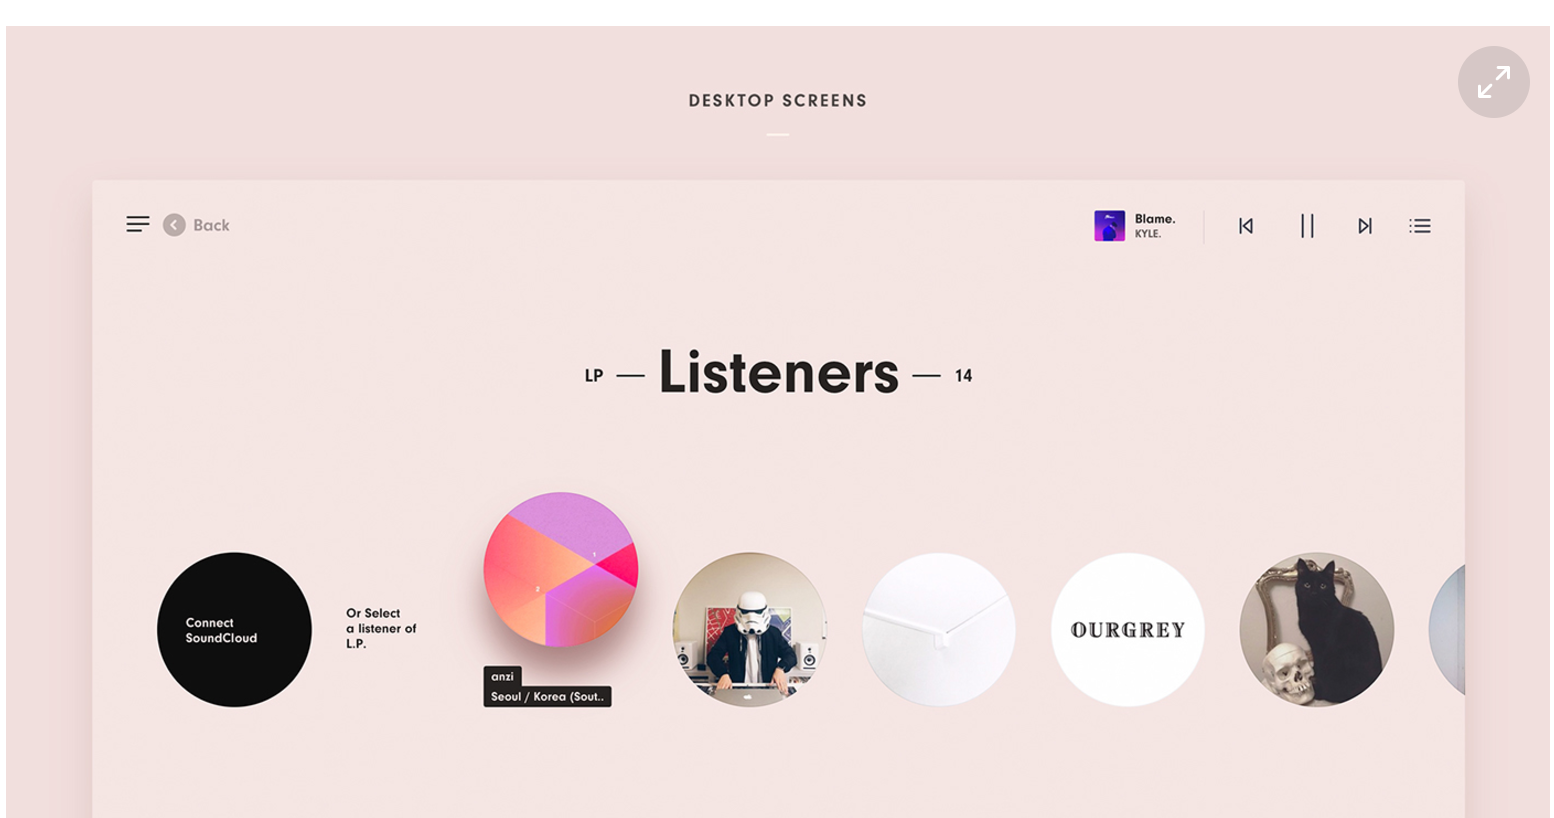 DESKTOP SCREENS
Back
Blame.
KYLE.
LP — Listeners — 14
1
2
Connect
SoundCloud
Or Select
a listener of
L.P.
anzi
Seoul / Korea (Sout..
OURGREY